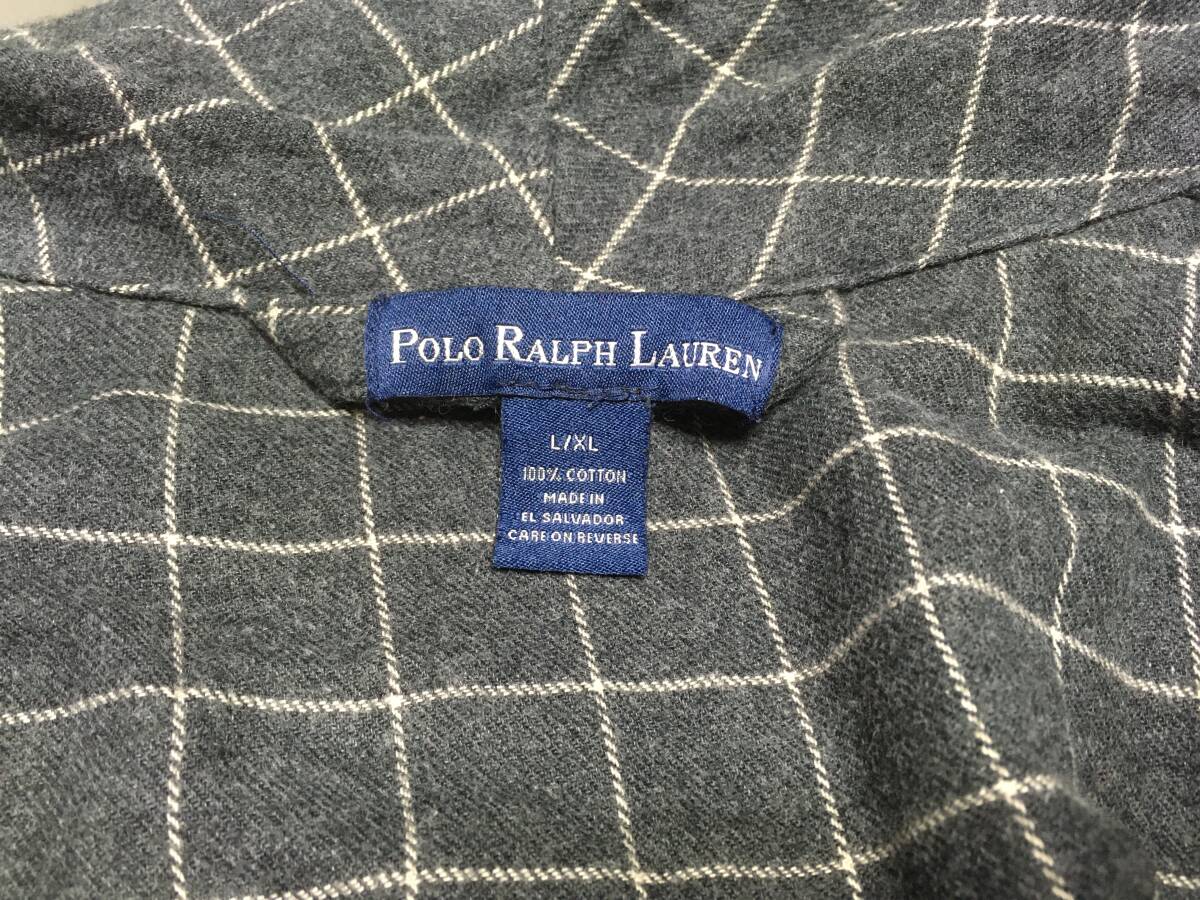 POLO RALPH LAUREN
L/XL
100% COTTON
MADE IN
EL SALVADOR
CARE ON REVERSE